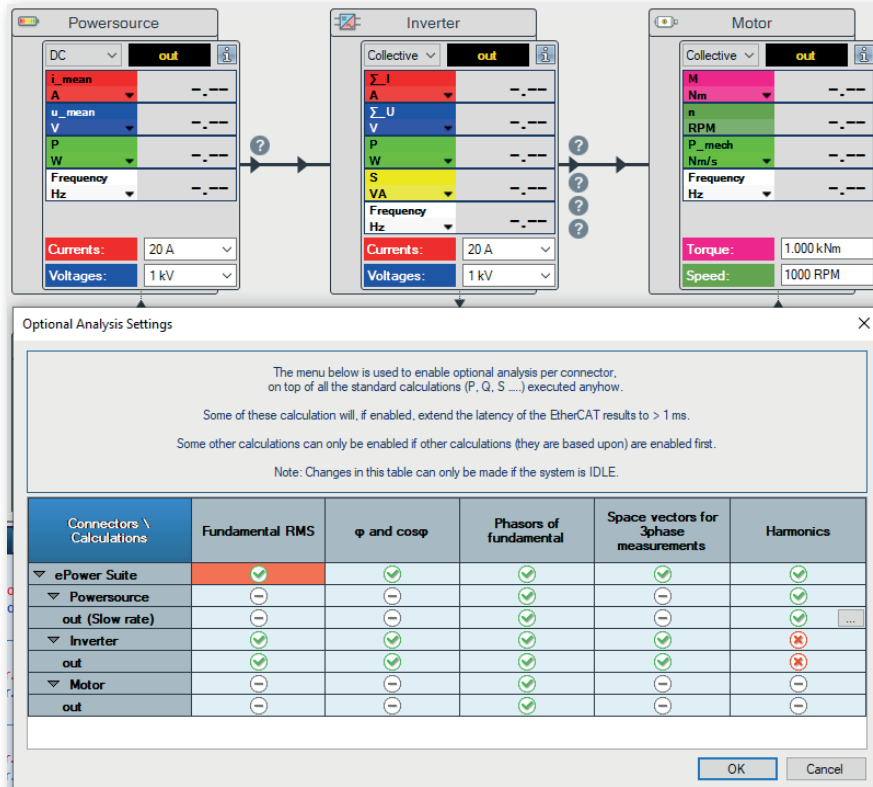 Powersource
Inverter
Motor
DC
out
i
Collective
out
i
Collective
out
i
i_mean
A
-.--
Σ_I
A
-.--
M
Nm
-.--
u_mean
V
-.--
Σ_U
V
-.--
n
RPM
-.--
P
W
-.--
?
P
W
-.--
?
P_mech
Nm/s
-.--
Frequency
Hz
-.--
S
VA
-.--
?
Frequency
Hz
-.--
?
Frequency
Hz
-.--
?
Currents:
20 A
Currents:
20 A
Torque:
1.000 kNm
Voltages:
1 kV
Voltages:
1 kV
Speed:
1000 RPM
Optional Analysis Settings
The menu below is used to enable optional analysis per connector,
on top of all the standard calculations (P, Q, S .....) executed anyhow.
Some of these calculation will, if enabled, extend the latency of the EtherCAT results to > 1 ms.
Some other calculations can only be enabled if other calculations (they are based upon) are enabled first.
Note: Changes in this table can only be made if the system is IDLE.
Connectors \
Calculations
Fundamental RMS
φ and cosφ
Phasors of
fundamental
Space vectors for
3phase
measurements
Harmonics
ePower Suite
Powersource
out (Slow rate)
...
Inverter
out
Motor
out
OK
Cancel